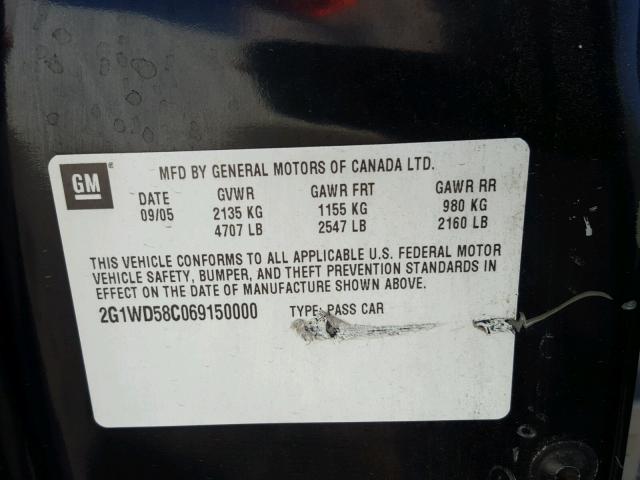 GM
MFD BY GENERAL MOTORS OF CANADA LTD.
DATE GVWR GAWR FRT GAWR RR
09/05 2135 KG 1155 KG 980 KG
4707 LB 2547 LB 2160 LB
THIS VEHICLE CONFORMS TO ALL APPLICABLE U.S. FEDERAL MOTOR
VEHICLE SAFETY, BUMPER, AND THEFT PREVENTION STANDARDS IN
EFFECT ON THE DATE OF MANUFACTURE SHOWN ABOVE.
2G1WD58C069150000 TYPE: PASS CAR